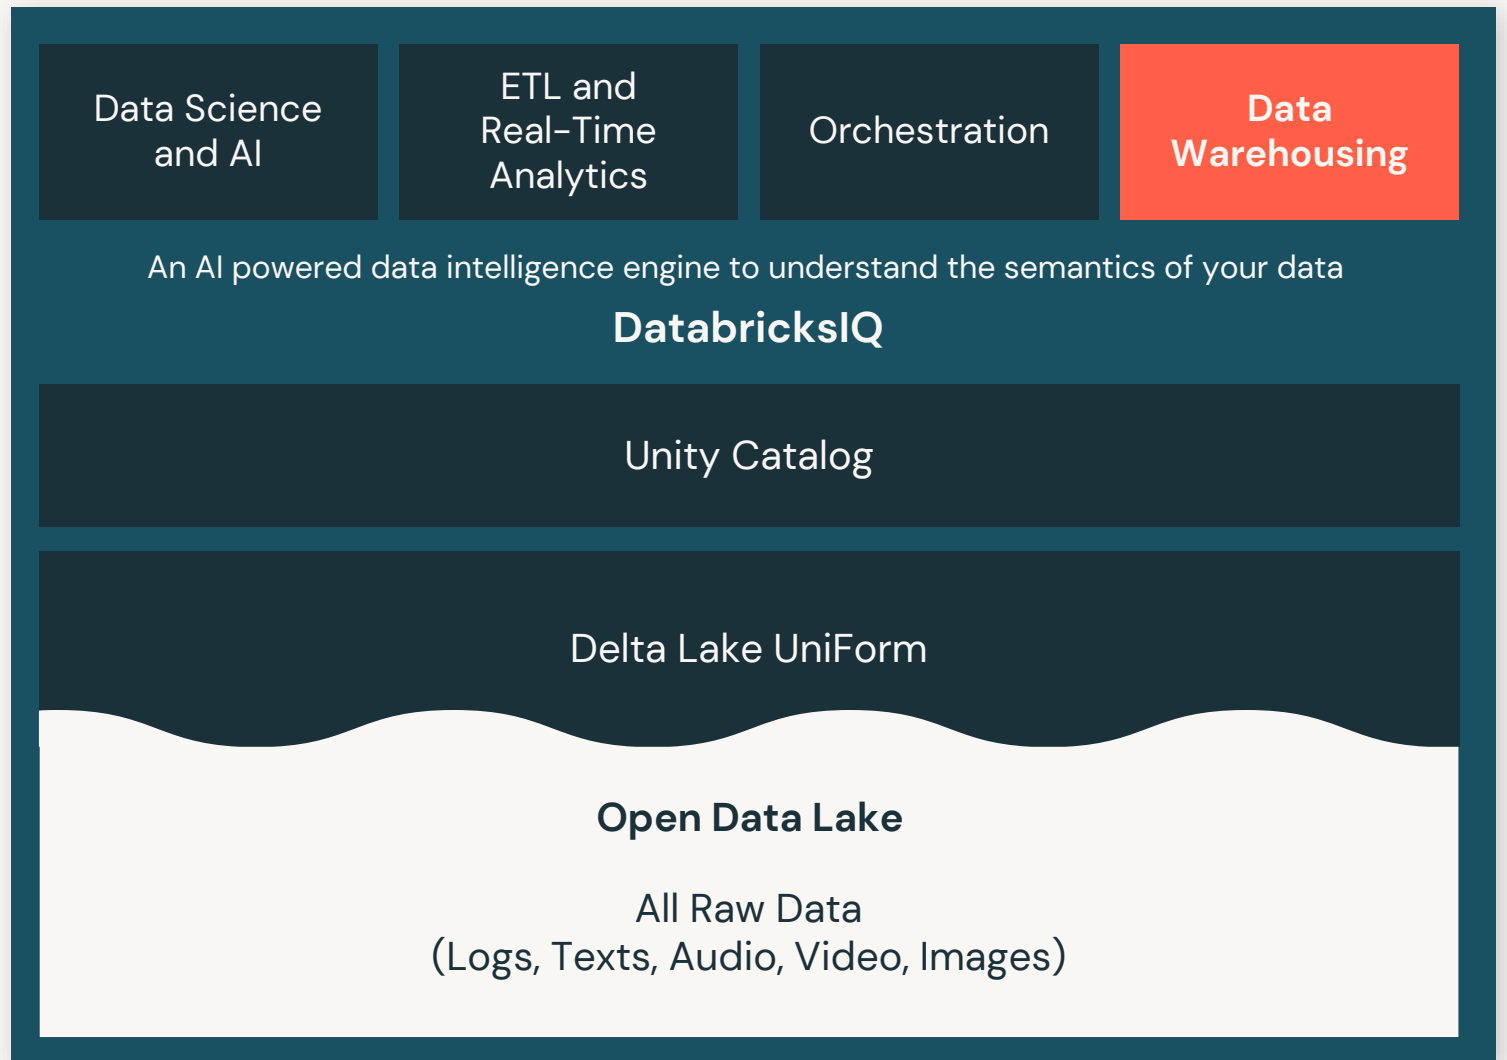 Data Science
and AI
ETL and
Real-Time
Analytics
Orchestration
Data
Warehousing
An AI powered data intelligence engine to understand the semantics of your data
DatabricksIQ
Unity Catalog
Delta Lake UniForm
Open Data Lake
All Raw Data
(Logs, Texts, Audio, Video, Images)